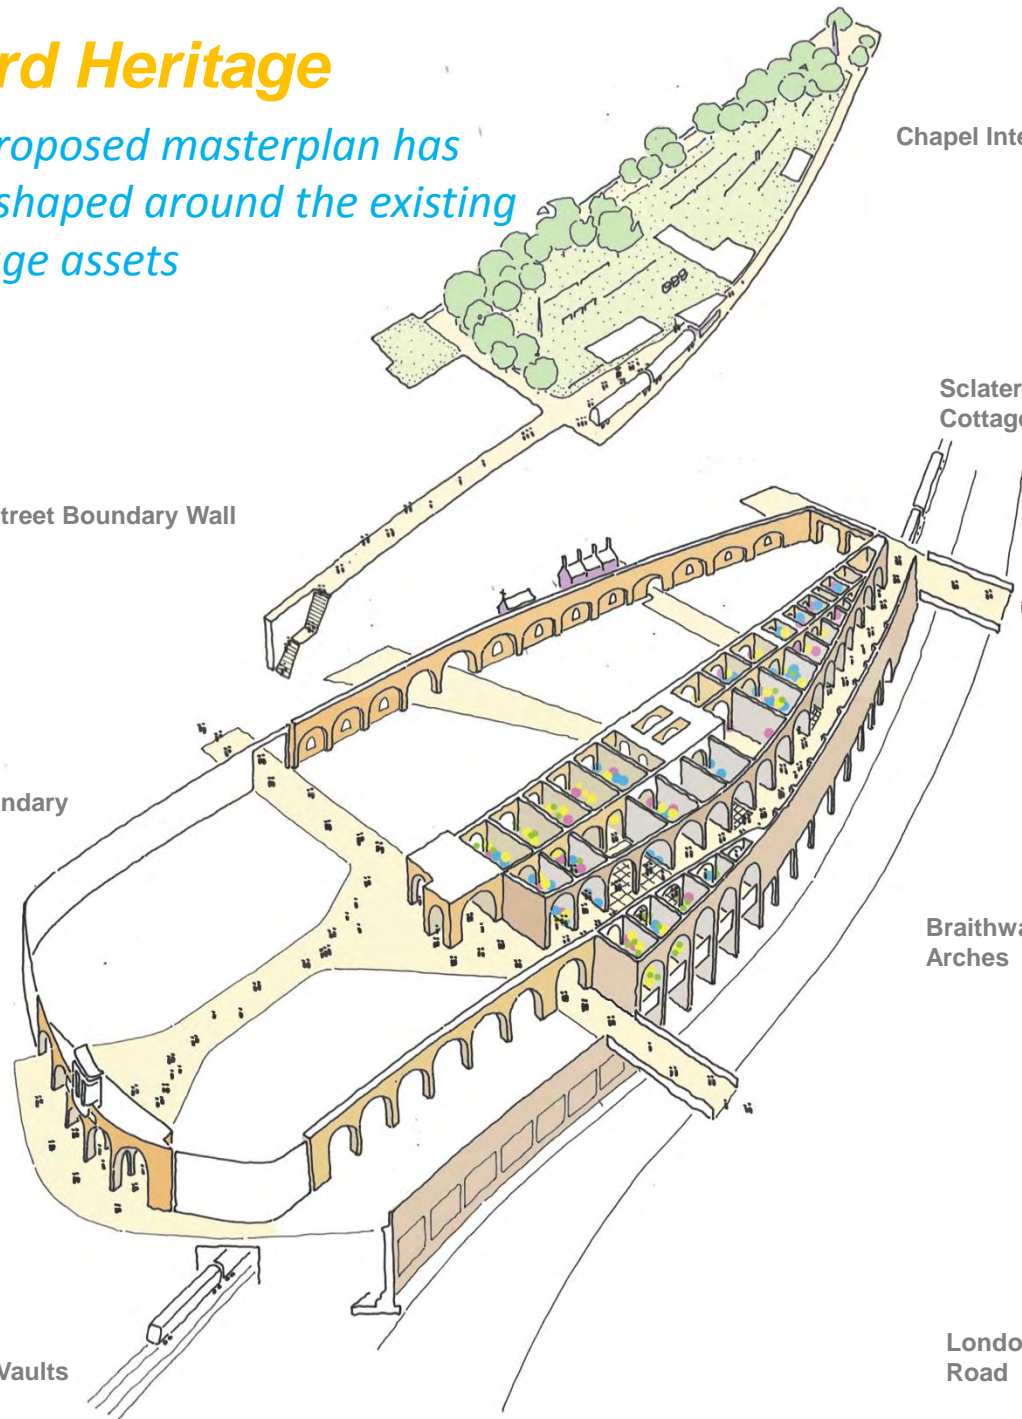 rd Heritage
roposed masterplan has
shaped around the existing
ge assets
Chapel Inte
Sclater
Cottage
treet Boundary Wall
ndary
Braithwa
Arches
Londo
Road
Vaults